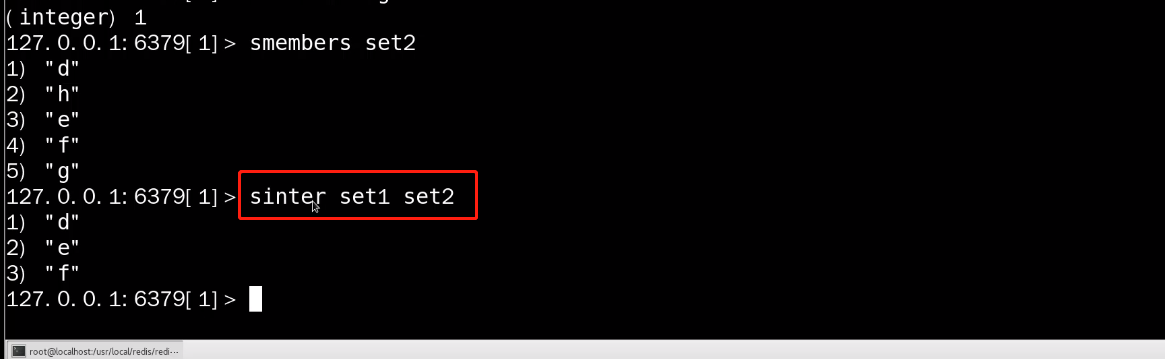 (integer) 1
127.0.0.1:6379[1]> smembers set2
1) "d"
2) "h"
3) "e"
4) "f"
5) "g"
127.0.0.1:6379[1]> sinter set1 set2
1) "d"
2) "e"
3) "f"
127.0.0.1:6379[1]>
root@localhost:/usr/local/redis/redi···